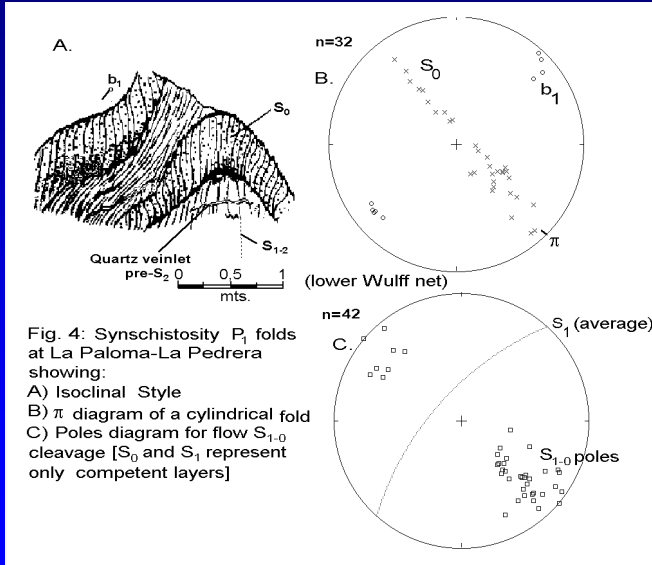 A.
b1
S0
Quartz veinlet
pre-S2
S1-2
0 0,5 1
mts.
n=32
B.
S0
b1
π
(lower Wulff net)
n=42
C.
S1 (average)
S1-0 poles
Fig. 4: Synschistosity P1 folds
at La Paloma-La Pedrera
showing:
A) Isoclinal Style
B) π diagram of a cylindrical fold
C) Poles diagram for flow S1-0
cleavage [S0 and S1 represent
only competent layers]